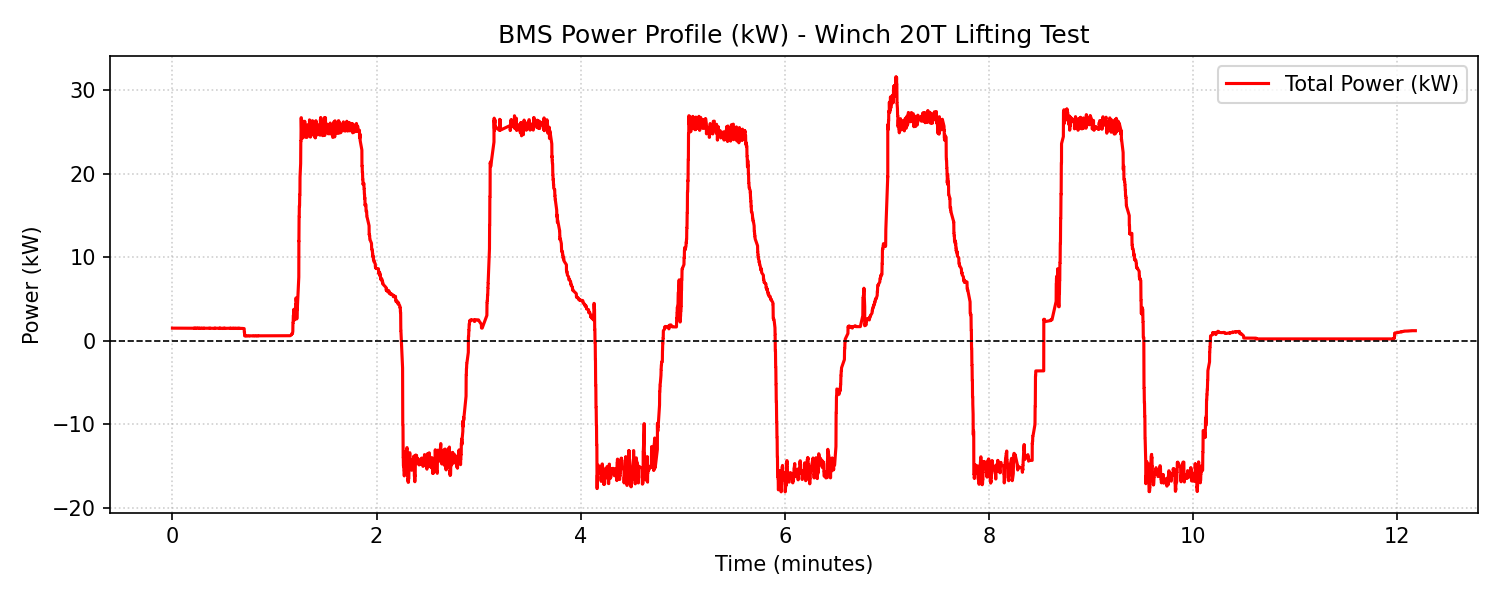 BMS Power Profile (kW) - Winch 20T Lifting Test
Total Power (kW)
Power (kW)
30
20
10
0
−10
−20
0 2 4 6 8 10 12
Time (minutes)